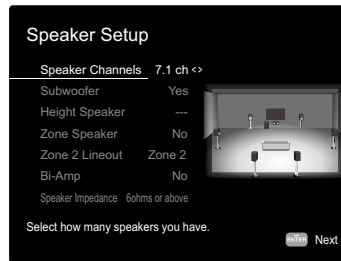 Speaker Setup
Speaker Channels 7.1 ch <>
Subwoofer Yes
Height Speaker ---
Zone Speaker No
Zone 2 Lineout Zone 2
Bi-Amp No
Speaker Impedance 6ohms or above
Select how many speakers you have.
ENTER Next